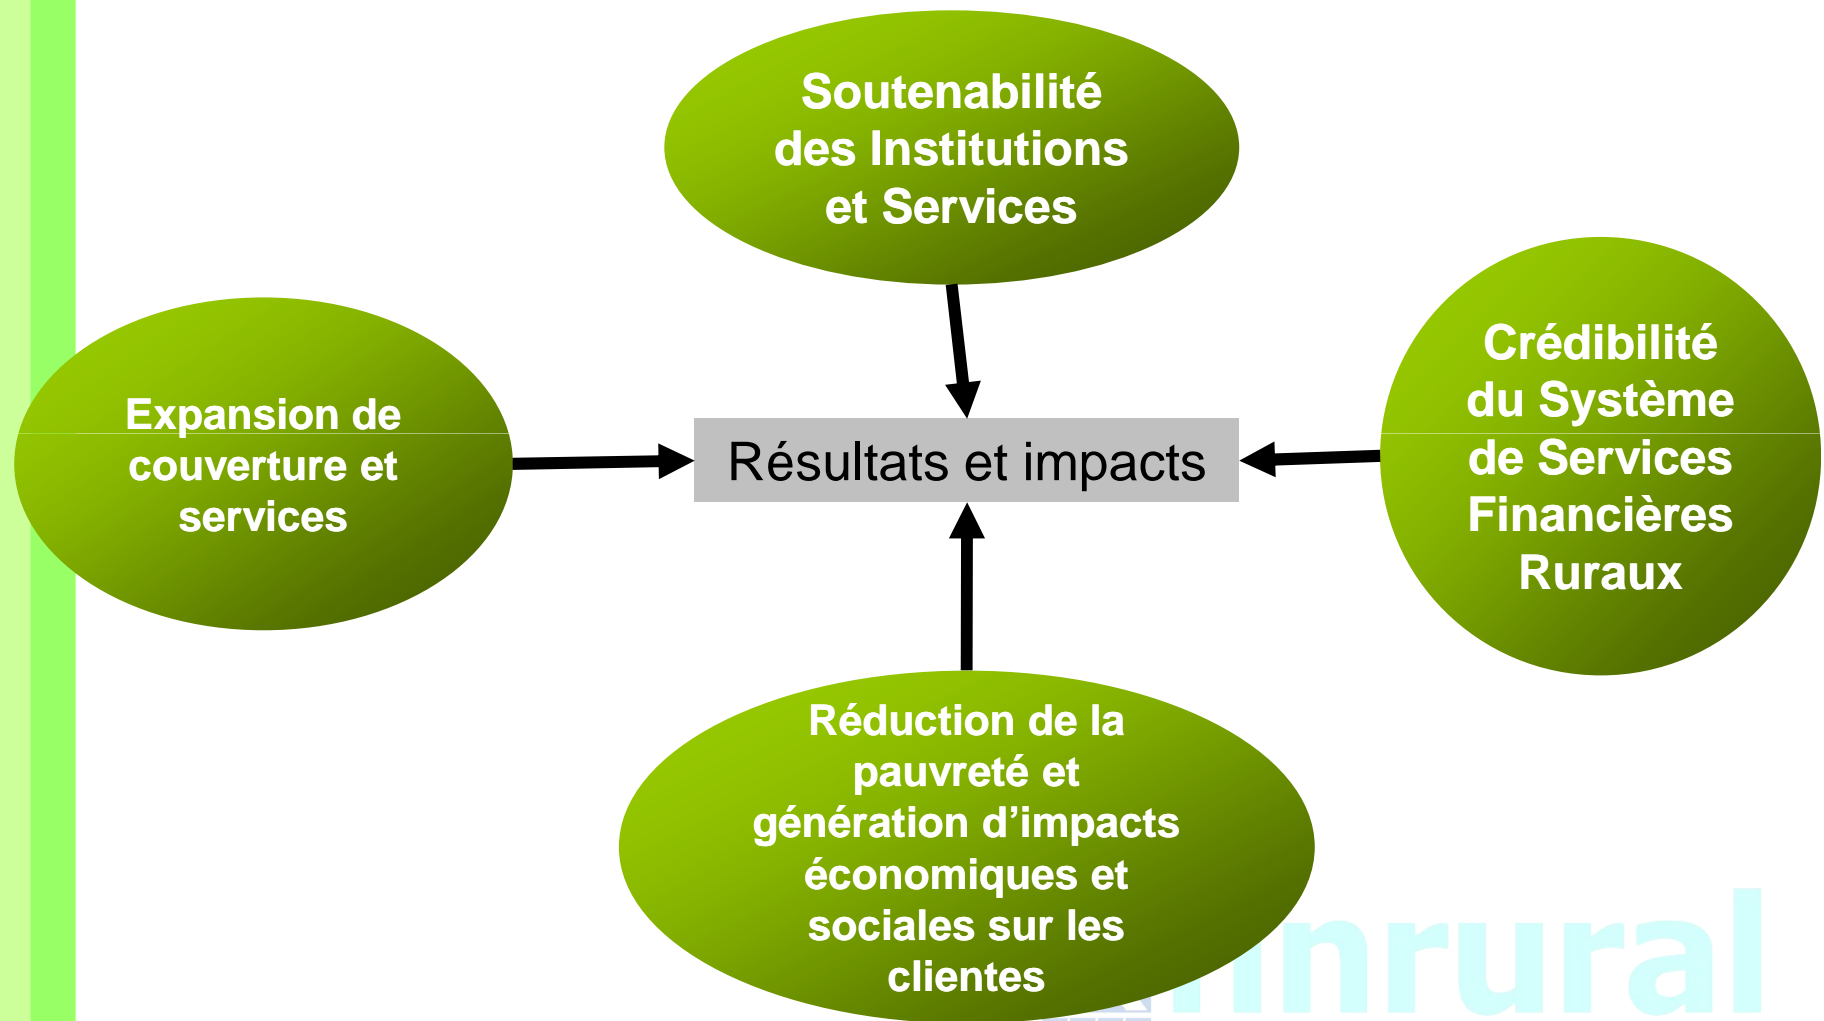 Soutenabilité
des Institutions
et Services
Expansion de
couverture et
services
Résultats et impacts
Crédibilité
du Système
de Services
Financières
Ruraux
Réduction de la
pauvreté et
génération d’impacts
économiques et
sociales sur les
clientes
inrural